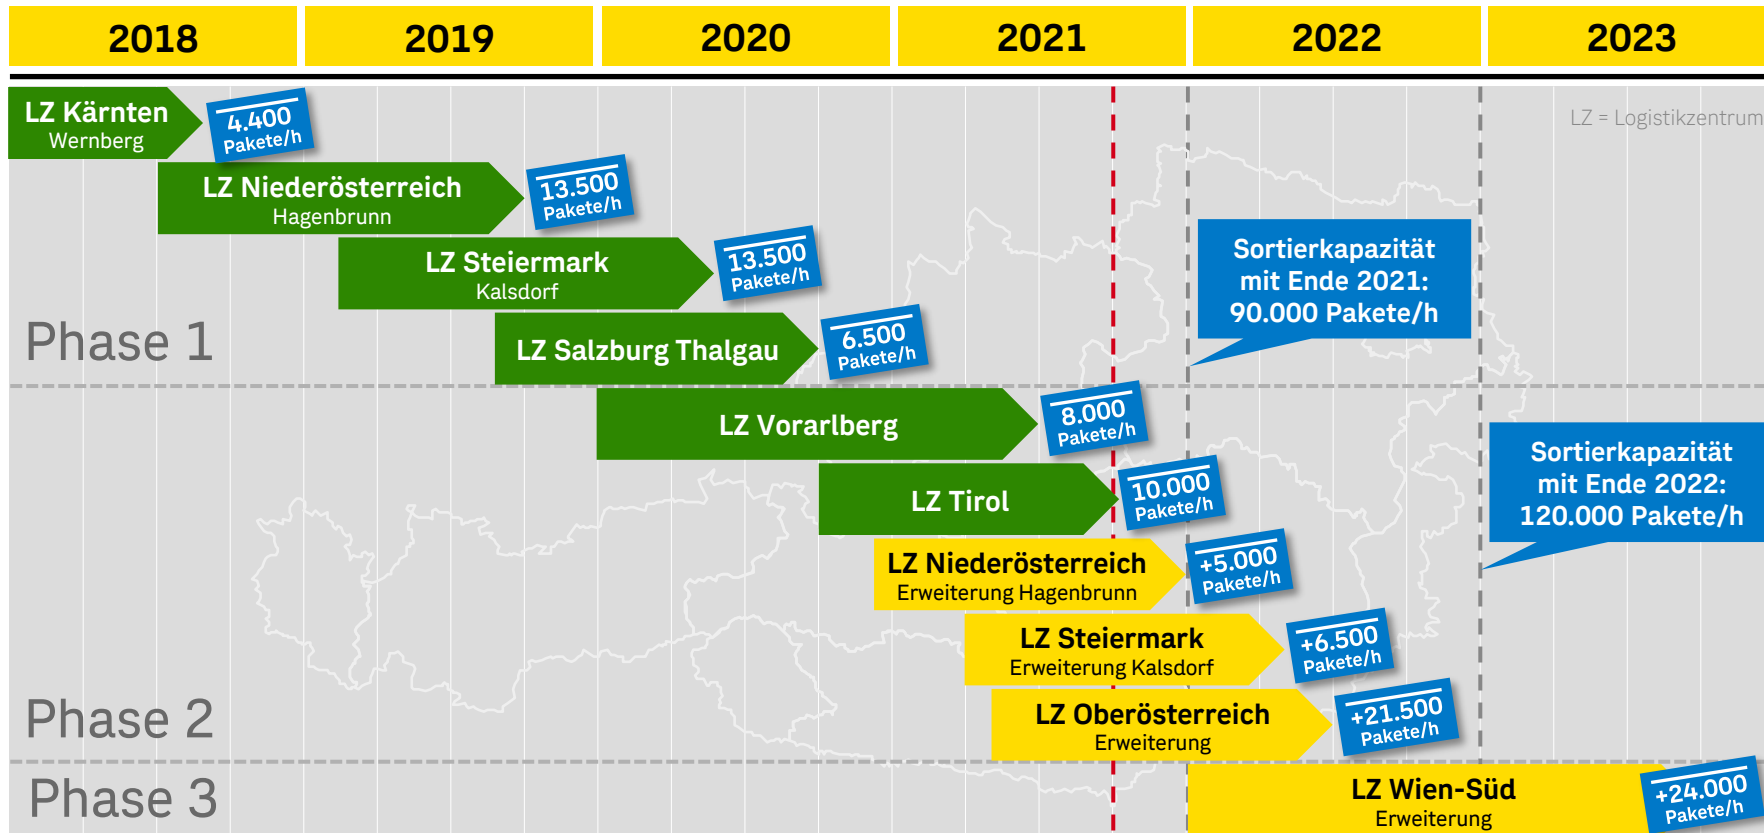 2018
2019
2020
2021
2022
2023
LZ = Logistikzentrum
LZ Kärnten
Wernberg
4.400
Pakete/h
LZ Niederösterreich
Hagenbrunn
13.500
Pakete/h
LZ Steiermark
Kalsdorf
13.500
Pakete/h
Phase 1
LZ Salzburg Thalgau
6.500
Pakete/h
Sortierkapazität
mit Ende 2021:
90.000 Pakete/h
LZ Vorarlberg
8.000
Pakete/h
LZ Tirol
10.000
Pakete/h
Sortierkapazität
mit Ende 2022:
120.000 Pakete/h
LZ Niederösterreich
Erweiterung Hagenbrunn
+5.000
Pakete/h
LZ Steiermark
Erweiterung Kalsdorf
+6.500
Pakete/h
Phase 2
LZ Oberösterreich
Erweiterung
+21.500
Pakete/h
Phase 3
LZ Wien-Süd
Erweiterung
+24.000
Pakete/h